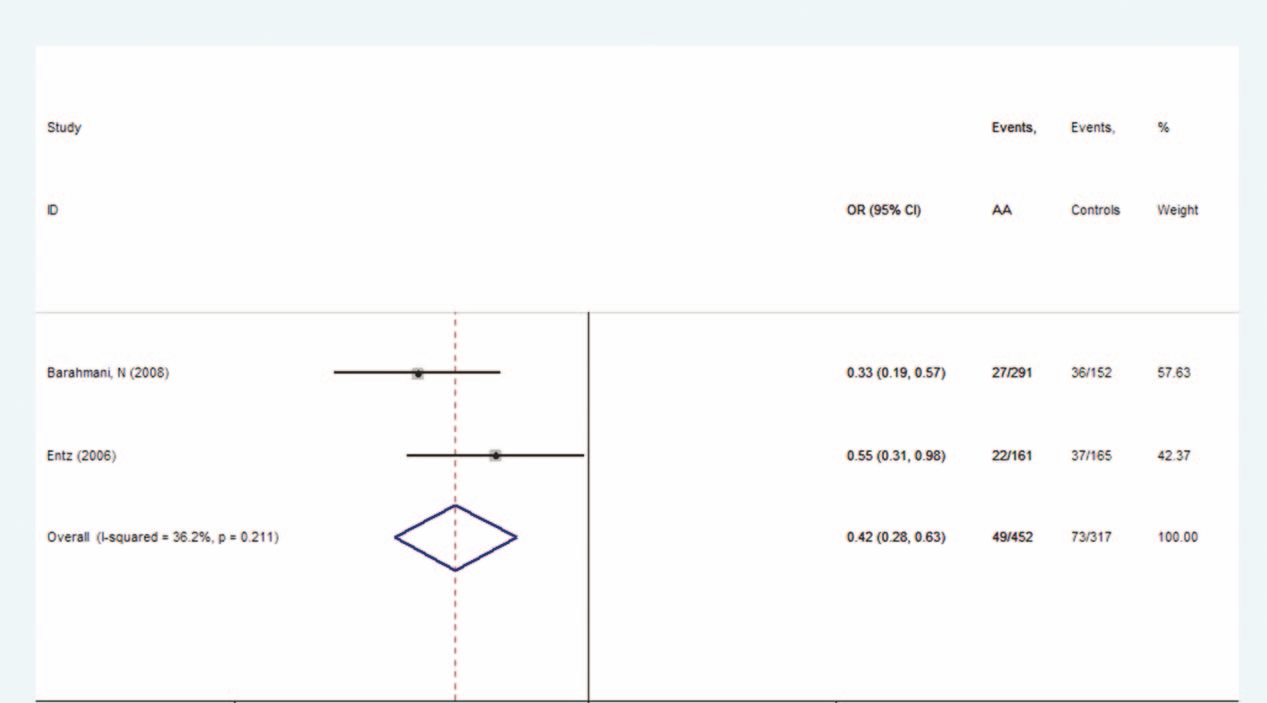 Study Events, Events, %
ID OR (95% CI) AA Controls Weight
Barahmani, N (2008) 0.33 (0.19, 0.57) 27/291 36/152 57.63
Entz (2006) 0.55 (0.31, 0.98) 22/161 37/165 42.37
Overall (I-squared = 36.2%, p = 0.211) 0.42 (0.28, 0.63) 49/452 73/317 100.00